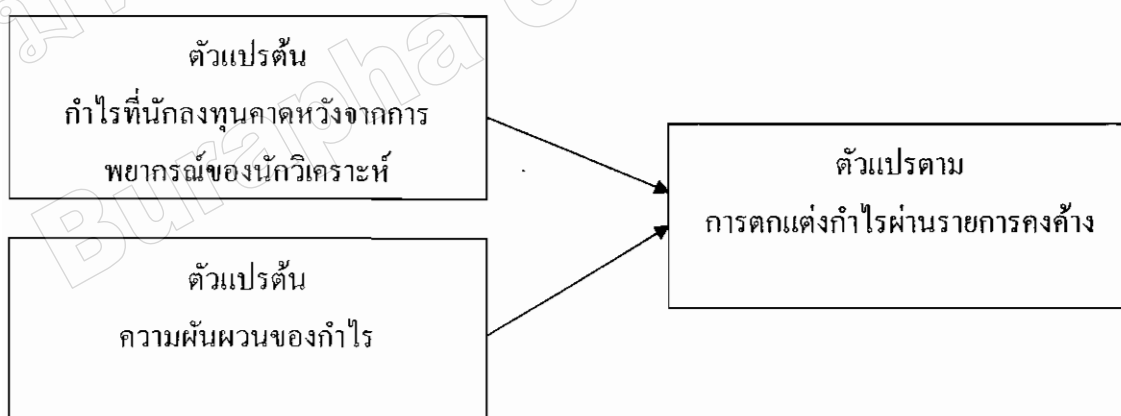 ตัวแปรต้น
กำไรที่นักลงทุนคาดหวังจากการ
พยากรณ์ของนักวิเคราะห์
ตัวแปรตาม
การตกแต่งกำไรผ่านรายการคงค้าง
ตัวแปรต้น
ความผันผวนของกำไร
Burapha